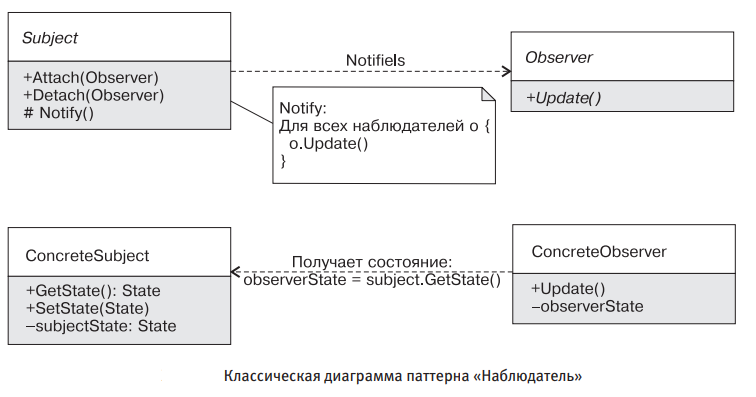 Subject
+Attach(Observer)
+Detach(Observer)
# Notify()
Notifiels
Observer
+Update()
Notify:
Для всех наблюдателей о {
o.Update()
}
ConcreteSubject
+GetState(): State
+SetState(State)
–subjectState: State
Получает состояние:
observerState = subject.GetState()
ConcreteObserver
+Update()
–observerState
Классическая диаграмма паттерна «Наблюдатель»